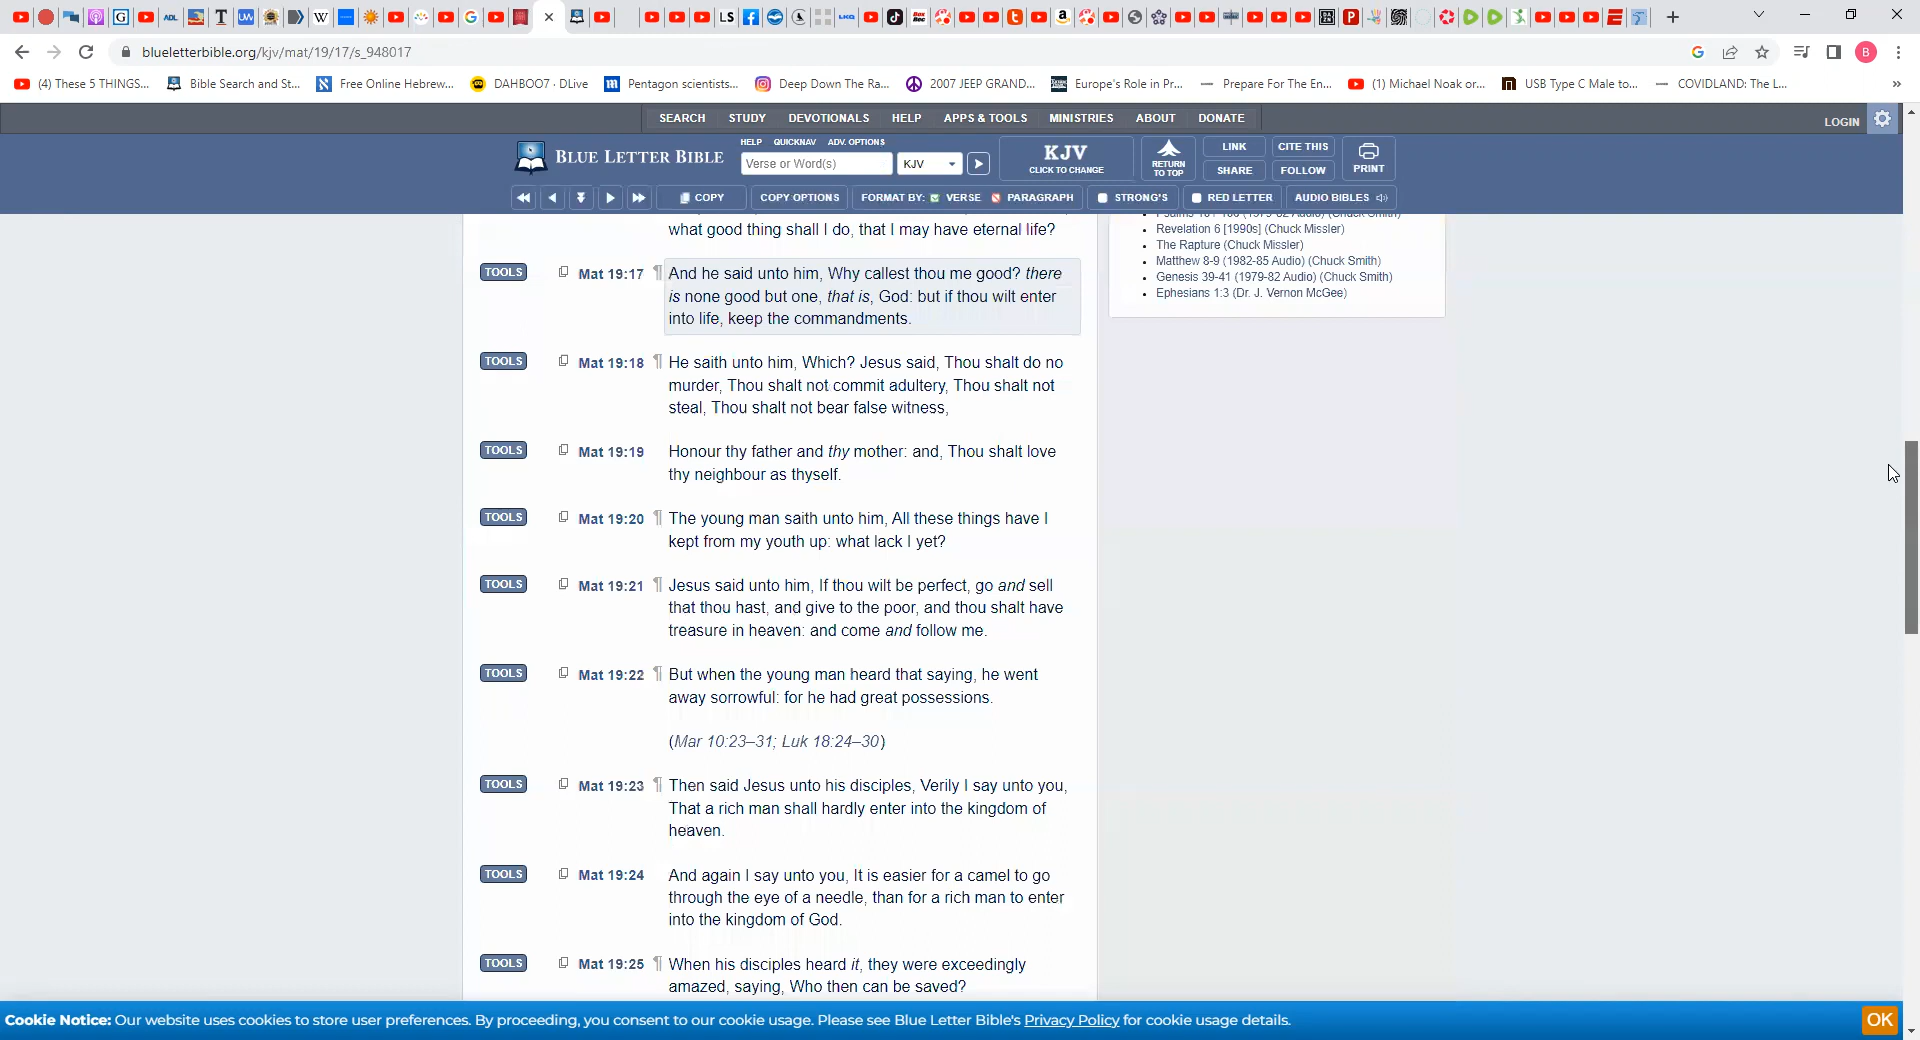 LS
LKQ
ADL
UW
T
W
G
blueletterbible.org/kjv/mat/19/17/s_948017
B
(4) These 5 THINGS...
Bible Search and St...
Free Online Hebrew...
DAHBOO7 · DLive
Pentagon scientists...
Deep Down The Ra...
2007 JEEP GRAND...
Europe's Role in Pr...
Prepare For The En...
(1) Michael Noak or...
USB Type C Male to...
COVIDLAND: The L...
SEARCH STUDY DEVOTIONALS HELP APPS & TOOLS MINISTRIES ABOUT DONATE
LOGIN
BLUE LETTER BIBLE
HELP QUICKNAV ADV. OPTIONS
Verse or Word(s)
KJV
KJV
CLICK TO CHANGE
RETURN
TO TOP
LINK
CITE THIS
SHARE
FOLLOW
PRINT
COPY
COPY OPTIONS
FORMAT BY: VERSE PARAGRAPH
STRONG'S
RED LETTER
AUDIO BIBLES
what good thing shall I do, that I may have eternal life?
TOOLS Mat 19:17 ¶ And he said unto him, Why callest thou me good? there
is none good but one, that is, God: but if thou wilt enter
into life, keep the commandments.
TOOLS Mat 19:18 ¶ He saith unto him, Which? Jesus said, Thou shalt do no
murder, Thou shalt not commit adultery, Thou shalt not
steal, Thou shalt not bear false witness,
TOOLS Mat 19:19 Honour thy father and thy mother: and, Thou shalt love
thy neighbour as thyself.
TOOLS Mat 19:20 ¶ The young man saith unto him, All these things have I
kept from my youth up: what lack I yet?
TOOLS Mat 19:21 ¶ Jesus said unto him, If thou wilt be perfect, go and sell
that thou hast, and give to the poor, and thou shalt have
treasure in heaven: and come and follow me.
TOOLS Mat 19:22 ¶ But when the young man heard that saying, he went
away sorrowful: for he had great possessions.
(Mar 10:23–31; Luk 18:24–30)
TOOLS Mat 19:23 ¶ Then said Jesus unto his disciples, Verily I say unto you,
That a rich man shall hardly enter into the kingdom of
heaven.
TOOLS Mat 19:24 And again I say unto you, It is easier for a camel to go
through the eye of a needle, than for a rich man to enter
into the kingdom of God.
TOOLS Mat 19:25 ¶ When his disciples heard it, they were exceedingly
amazed, saying, Who then can be saved?
Revelation 6 [1990s] (Chuck Missler)
The Rapture (Chuck Missler)
Matthew 8-9 (1982-85 Audio) (Chuck Smith)
Genesis 39-41 (1979-82 Audio) (Chuck Smith)
Ephesians 1:3 (Dr. J. Vernon McGee)
Cookie Notice: Our website uses cookies to store user preferences. By proceeding, you consent to our cookie usage. Please see Blue Letter Bible's Privacy Policy for cookie usage details.
OK